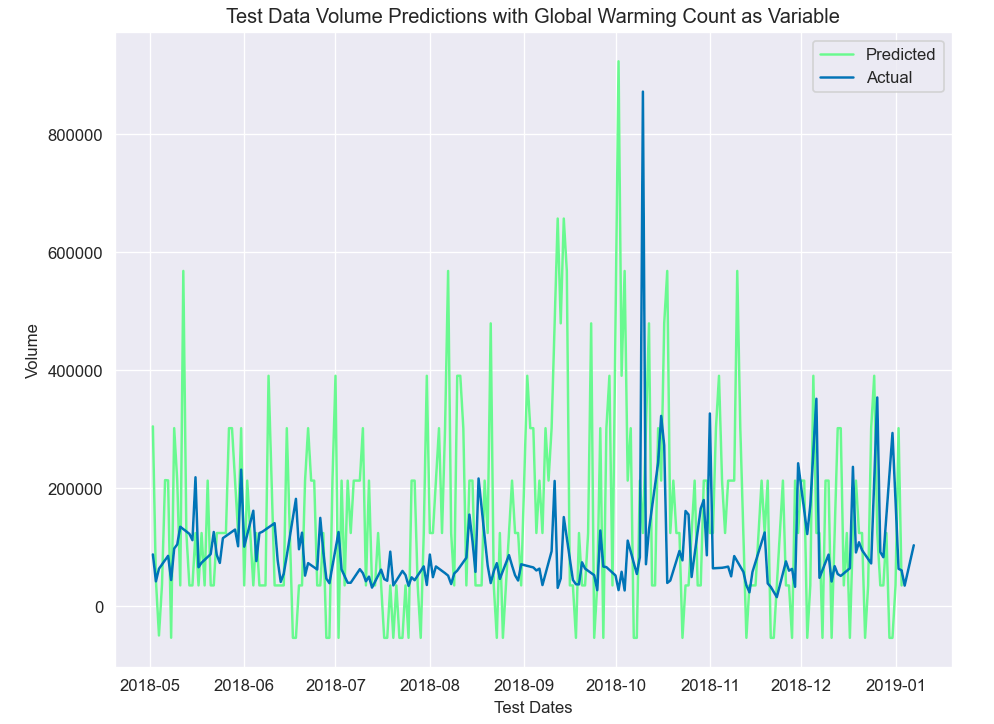 Test Data Volume Predictions with Global Warming Count as Variable
Predicted
Actual
800000
600000
400000
200000
0
Volume
2018-05 2018-06 2018-07 2018-08 2018-09 2018-10 2018-11 2018-12 2019-01
Test Dates